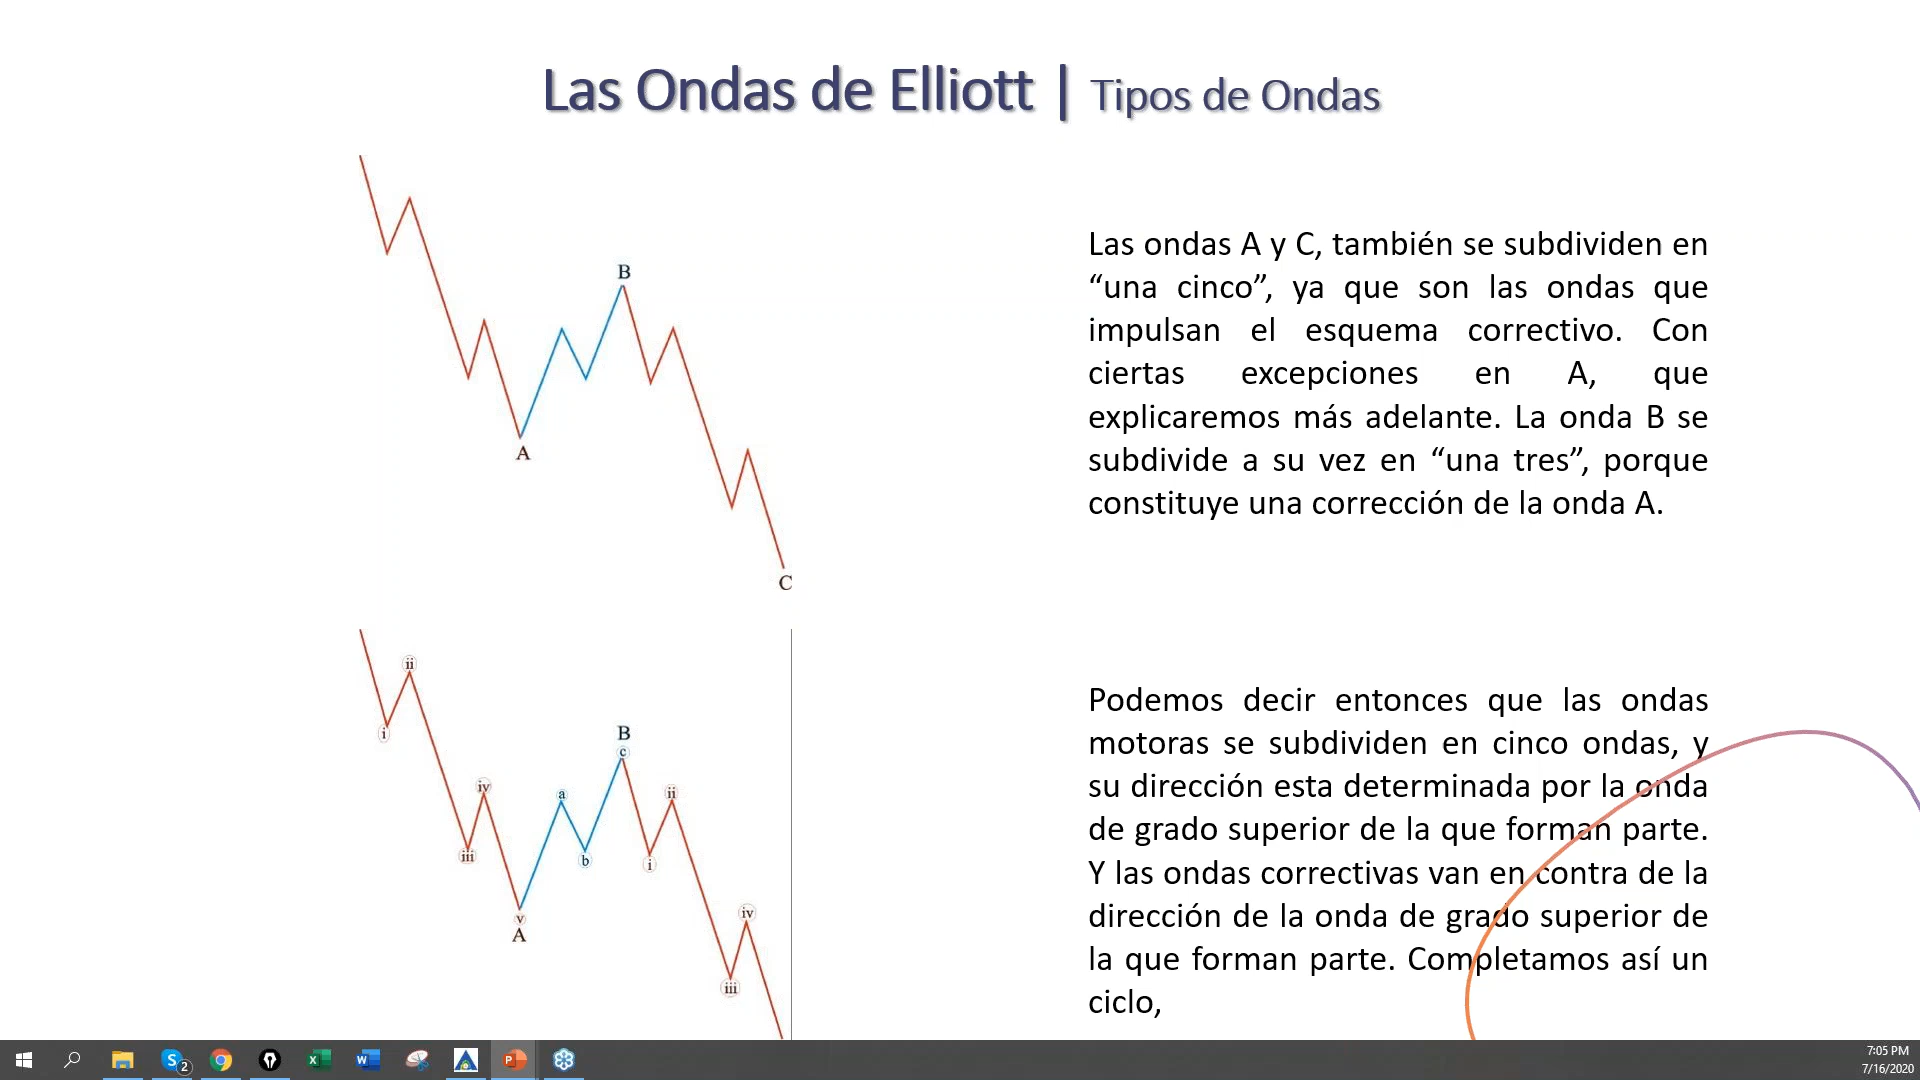 Las Ondas de Elliott | Tipos de Ondas
B
A
C
Las ondas A y C, también se subdividen en
“una cinco”, ya que son las ondas que
impulsan el esquema correctivo. Con
ciertas excepciones en A, que
explicaremos más adelante. La onda B se
subdivide a su vez en “una tres”, porque
constituye una corrección de la onda A.
ii
i
B
c
iv
a
ii
iii
b
i
v
A
iv
iii
Podemos decir entonces que las ondas
motoras se subdividen en cinco ondas, y
su dirección esta determinada por la onda
de grado superior de la que forman parte.
Y las ondas correctivas van en contra de la
dirección de la onda de grado superior de
la que forman parte. Completamos así un
ciclo,
S 2
X
W
P
7:05 PM
7/16/2020